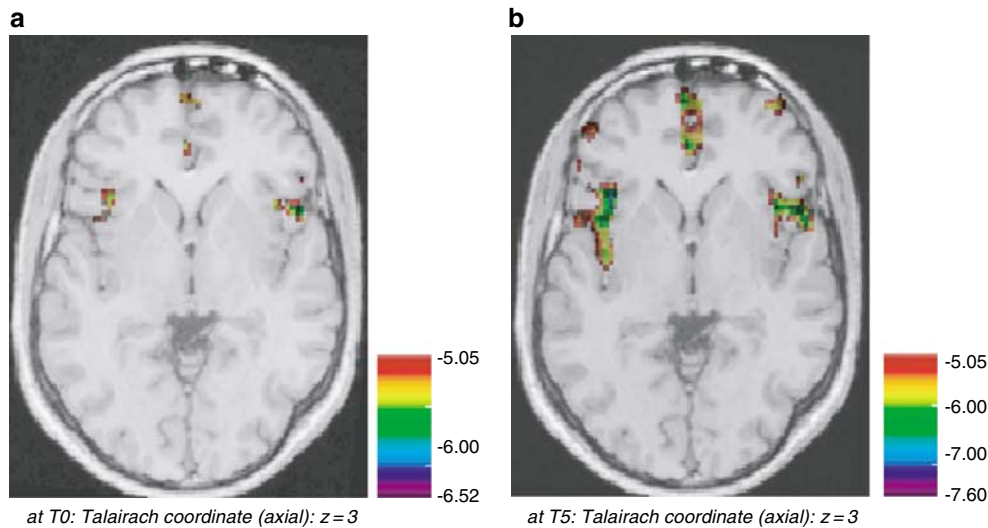 a
b
-5.05
-6.00
-6.52
-5.05
-6.00
-7.00
-7.60
at T0: Talairach coordinate (axial): z = 3
at T5: Talairach coordinate (axial): z = 3